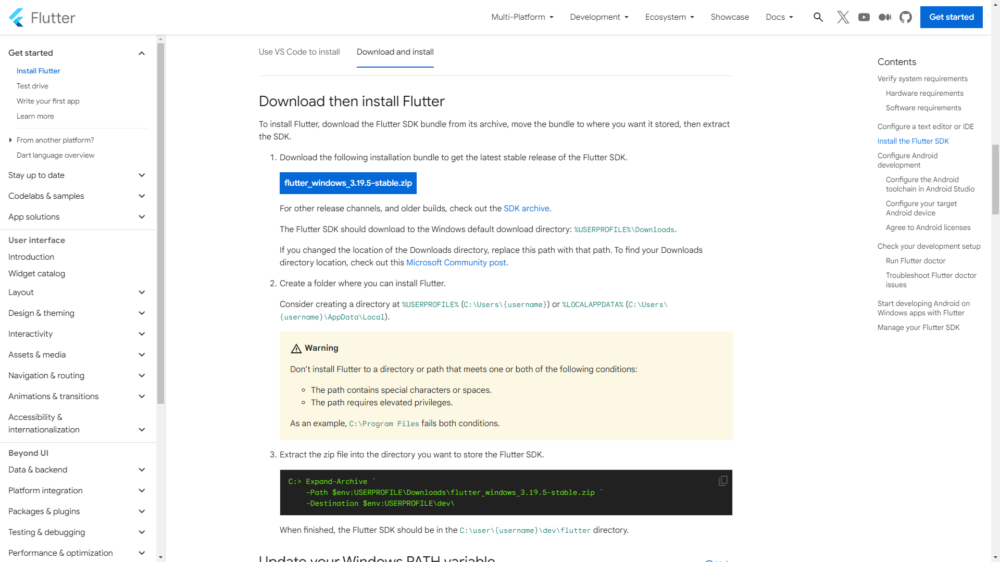 Flutter
Multi-Platform
Development
Ecosystem
Showcase
Docs
Get started
Get started
Install Flutter
Test drive
Write your first app
Learn more
From another platform?
Dart language overview
Stay up to date
Codelabs & samples
App solutions
User interface
Introduction
Widget catalog
Layout
Design & theming
Interactivity
Assets & media
Navigation & routing
Animations & transitions
Accessibility &
internationalization
Beyond UI
Data & backend
Platform integration
Packages & plugins
Testing & debugging
Performance & optimization
Use VS Code to install
Download and install
Download then install Flutter
To install Flutter, download the Flutter SDK bundle from its archive, move the bundle to where you want it stored, then extract
the SDK.
1. Download the following installation bundle to get the latest stable release of the Flutter SDK.
flutter_windows_3.19.5-stable.zip
For other release channels, and older builds, check out the SDK archive.
The Flutter SDK should download to the Windows default download directory: %USERPROFILE%\Downloads.
If you changed the location of the Downloads directory, replace this path with that path. To find your Downloads
directory location, check out this Microsoft Community post.
2. Create a folder where you can install Flutter.
Consider creating a directory at %USERPROFILE% (C:\Users\{username}) or %LOCALAPPDATA% (C:\Users\
{username}\AppData\Local).
Warning
Don’t install Flutter to a directory or path that meets one or both of the following conditions:
The path contains special characters or spaces.
The path requires elevated privileges.
As an example, C:\Program Files fails both conditions.
3. Extract the zip file into the directory you want to store the Flutter SDK.
C:> Expand-Archive `
-Path $env:USERPROFILE\Downloads\flutter_windows_3.19.5-stable.zip `
-Destination $env:USERPROFILE\dev\
When finished, the Flutter SDK should be in the C:\user\{username}\dev\flutter directory.
Update your Windows PATH variable
Contents
Verify system requirements
Hardware requirements
Software requirements
Configure a text editor or IDE
Install the Flutter SDK
Configure Android
development
Configure the Android
toolchain in Android Studio
Configure your target
Android device
Agree to Android licenses
Check your development setup
Run Flutter doctor
Troubleshoot Flutter doctor
issues
Start developing Android on
Windows apps with Flutter
Manage your Flutter SDK